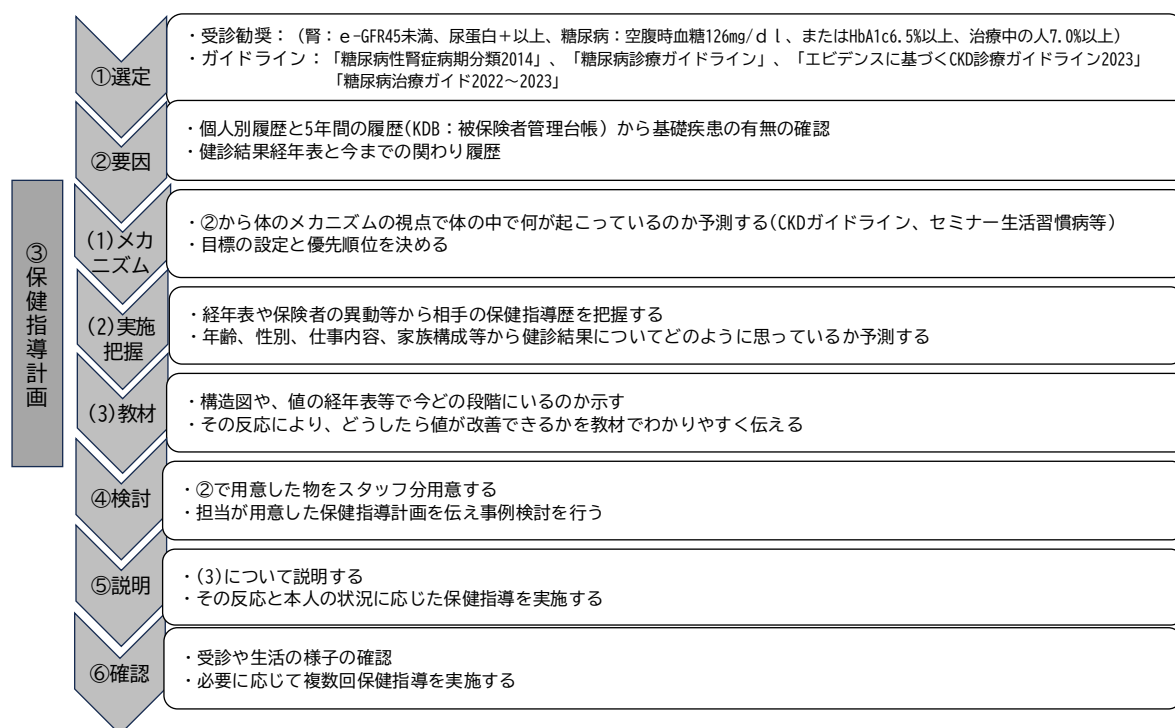 ①選定
・受診勧奨：（腎：ｅ-GFR45未満、尿蛋白＋以上、糖尿病：空腹時血糖126mg/ｄｌ、またはHbA1c6.5%以上、治療中の人7.0%以上）
・ガイドライン：「糖尿病性腎症病期分類2014」、「糖尿病診療ガイドライン」、「エビデンスに基づくCKD診療ガイドライン2023」
「糖尿病治療ガイド2022～2023」
②要因
・個人別履歴と5年間の履歴(KDB：被保険者管理台帳）から基礎疾患の有無の確認
・健診結果経年表と今までの関わり履歴
③保健指導計画
(1)メカ
ニズム
・②から体のメカニズムの視点で体の中で何が起こっているのか予測する(CKDガイドライン、セミナー生活習慣病等）
・目標の設定と優先順位を決める
(2)実施
把握
・経年表や保険者の異動等から相手の保健指導歴を把握する
・年齢、性別、仕事内容、家族構成等から健診結果についてどのように思っているか予測する
(3)教材
・構造図や、値の経年表等で今どの段階にいるのか示す
・その反応により、どうしたら値が改善できるかを教材でわかりやすく伝える
④検討
・②で用意した物をスタッフ分用意する
・担当が用意した保健指導計画を伝え事例検討を行う
⑤説明
・(3)について説明する
・その反応と本人の状況に応じた保健指導を実施する
⑥確認
・受診や生活の様子の確認
・必要に応じて複数回保健指導を実施する